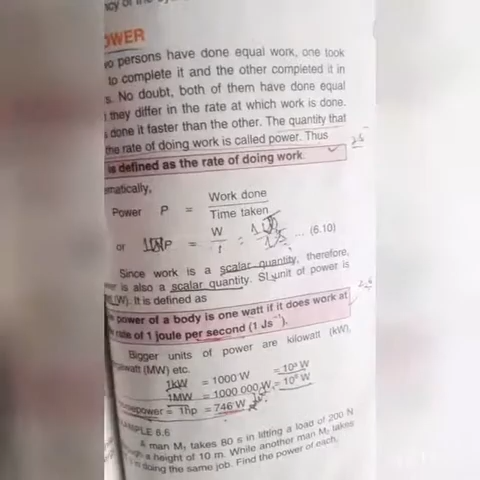 ncy of the
OWER
wo persons have done equal work, one took
to complete it and the other completed it in
s. No doubt, both of them have done equal
they differ in the rate at which work is done.
done it faster than the other. The quantity that
the rate of doing work is called power. Thus
is defined as the rate of doing work.
ematically,
Power P = Work done
Time taken
or P = W
t ... (6.10)
Since work is a scalar quantity, therefore,
er is also a scalar quantity. SI unit of power is
(W). It is defined as
power of a body is one watt if it does work at
rate of 1 joule per second (1 Js⁻¹).
Bigger units of power are kilowatt (kW),
watt (MW) etc.
1kW = 1000 W = 10³ W
1MW = 1000 000 W = 10⁶ W
sepower = 1hp = 746 W
AMPLE 6.6
A man M₁ takes 80 s in lifting a load of 200 N
a height of 10 m. While another man M₂ takes
in doing the same job. Find the power of each.